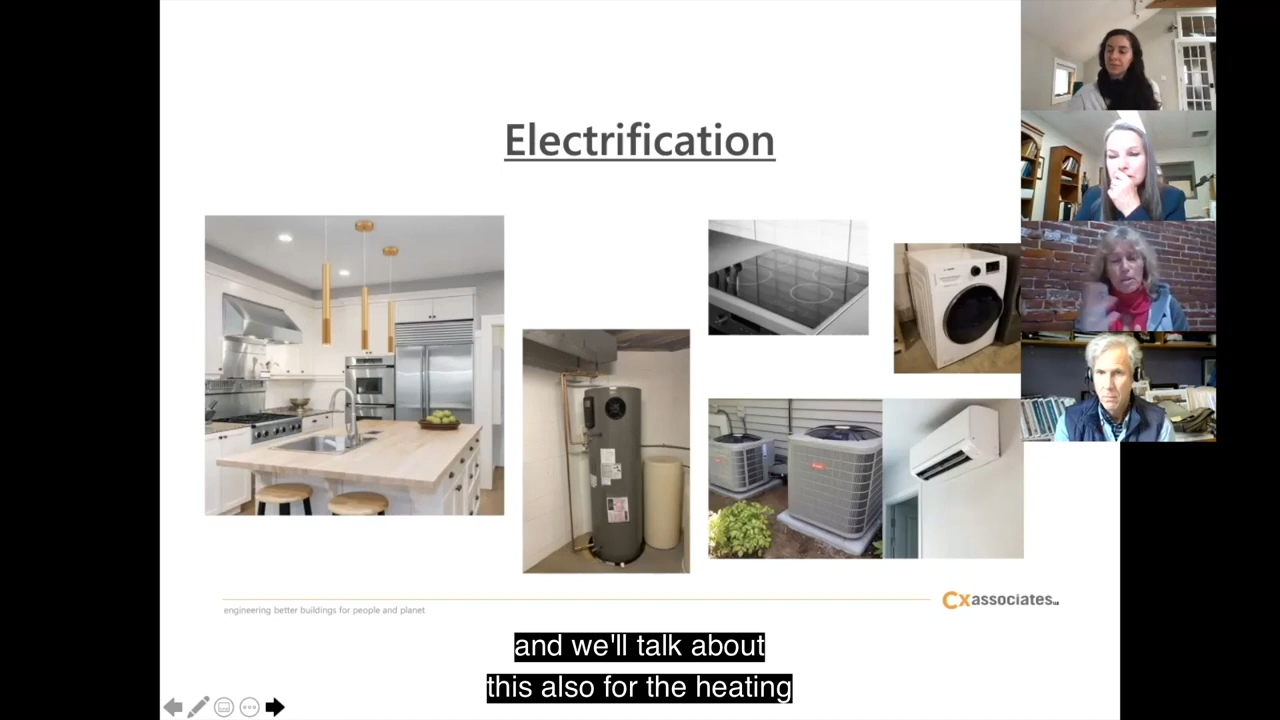 Electrification
engineering better buildings for people and planet
Cxassociates
and we'll talk about
this also for the heating